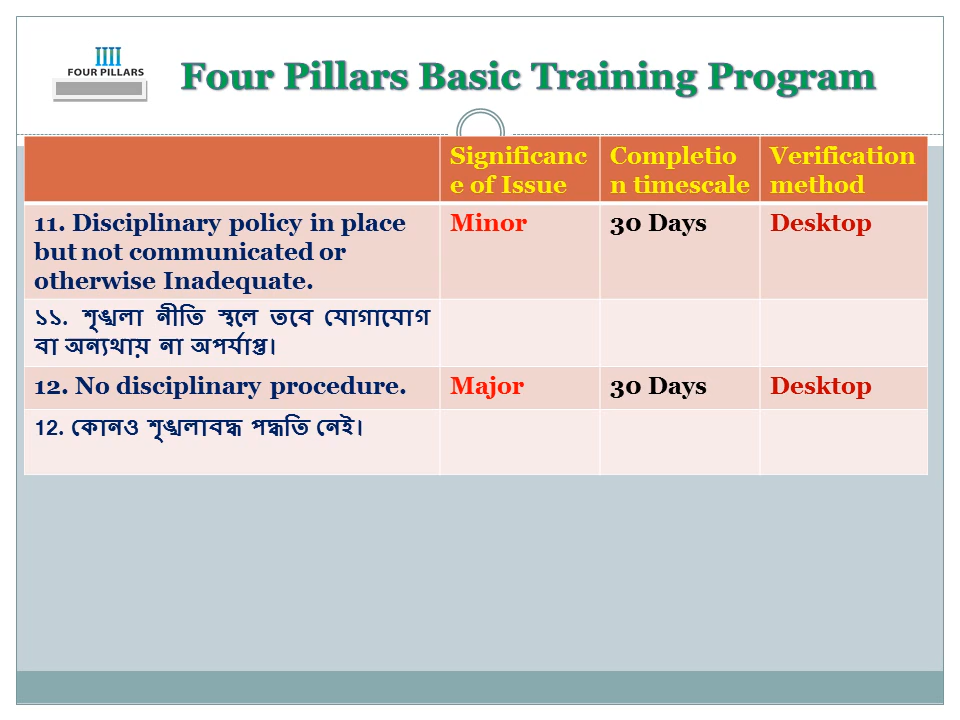 IIII
FOUR PILLARS
Four Pillars Basic Training Program
Significanc
e of Issue
Completio
n timescale
Verification
method
11. Disciplinary policy in place
but not communicated or
otherwise Inadequate.
Minor
30 Days
Desktop
১১. শৃঙ্খলা নীতি স্থলে তবে যোগাযোগ
বা অন্যথায় না অপর্যাপ্ত।
12. No disciplinary procedure.
Major
30 Days
Desktop
12. কোনও শৃঙ্খলাবদ্ধ পদ্ধতি নেই।